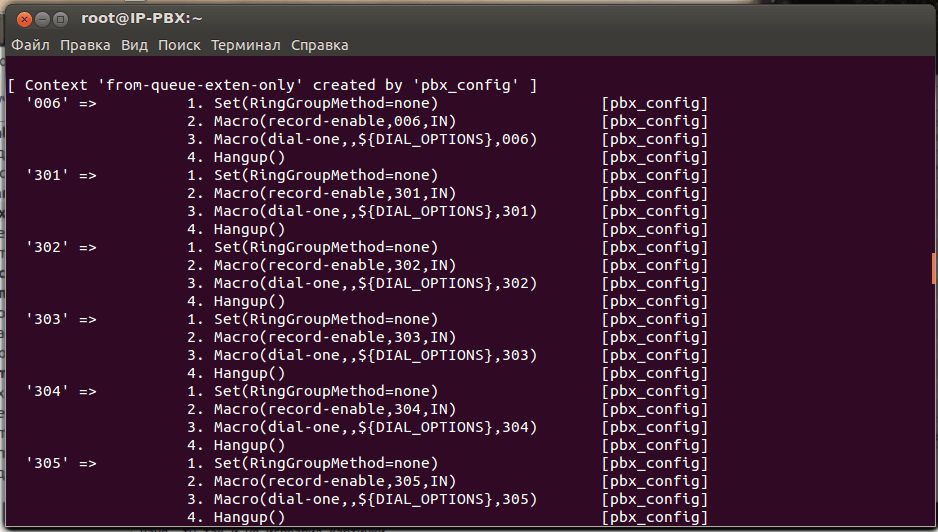 root@IP-PBX:~
Файл Правка Вид Поиск Терминал Справка
[ Context 'from-queue-exten-only' created by 'pbx_config' ]
'006' => 1. Set(RingGroupMethod=none) [pbx_config]
2. Macro(record-enable,006,IN) [pbx_config]
3. Macro(dial-one,,${DIAL_OPTIONS},006) [pbx_config]
4. Hangup() [pbx_config]
'301' => 1. Set(RingGroupMethod=none) [pbx_config]
2. Macro(record-enable,301,IN) [pbx_config]
3. Macro(dial-one,,${DIAL_OPTIONS},301) [pbx_config]
4. Hangup() [pbx_config]
'302' => 1. Set(RingGroupMethod=none) [pbx_config]
2. Macro(record-enable,302,IN) [pbx_config]
3. Macro(dial-one,,${DIAL_OPTIONS},302) [pbx_config]
4. Hangup() [pbx_config]
'303' => 1. Set(RingGroupMethod=none) [pbx_config]
2. Macro(record-enable,303,IN) [pbx_config]
3. Macro(dial-one,,${DIAL_OPTIONS},303) [pbx_config]
4. Hangup() [pbx_config]
'304' => 1. Set(RingGroupMethod=none) [pbx_config]
2. Macro(record-enable,304,IN) [pbx_config]
3. Macro(dial-one,,${DIAL_OPTIONS},304) [pbx_config]
4. Hangup() [pbx_config]
'305' => 1. Set(RingGroupMethod=none) [pbx_config]
2. Macro(record-enable,305,IN) [pbx_config]
3. Macro(dial-one,,${DIAL_OPTIONS},305) [pbx_config]
4. Hangup() [pbx_config]